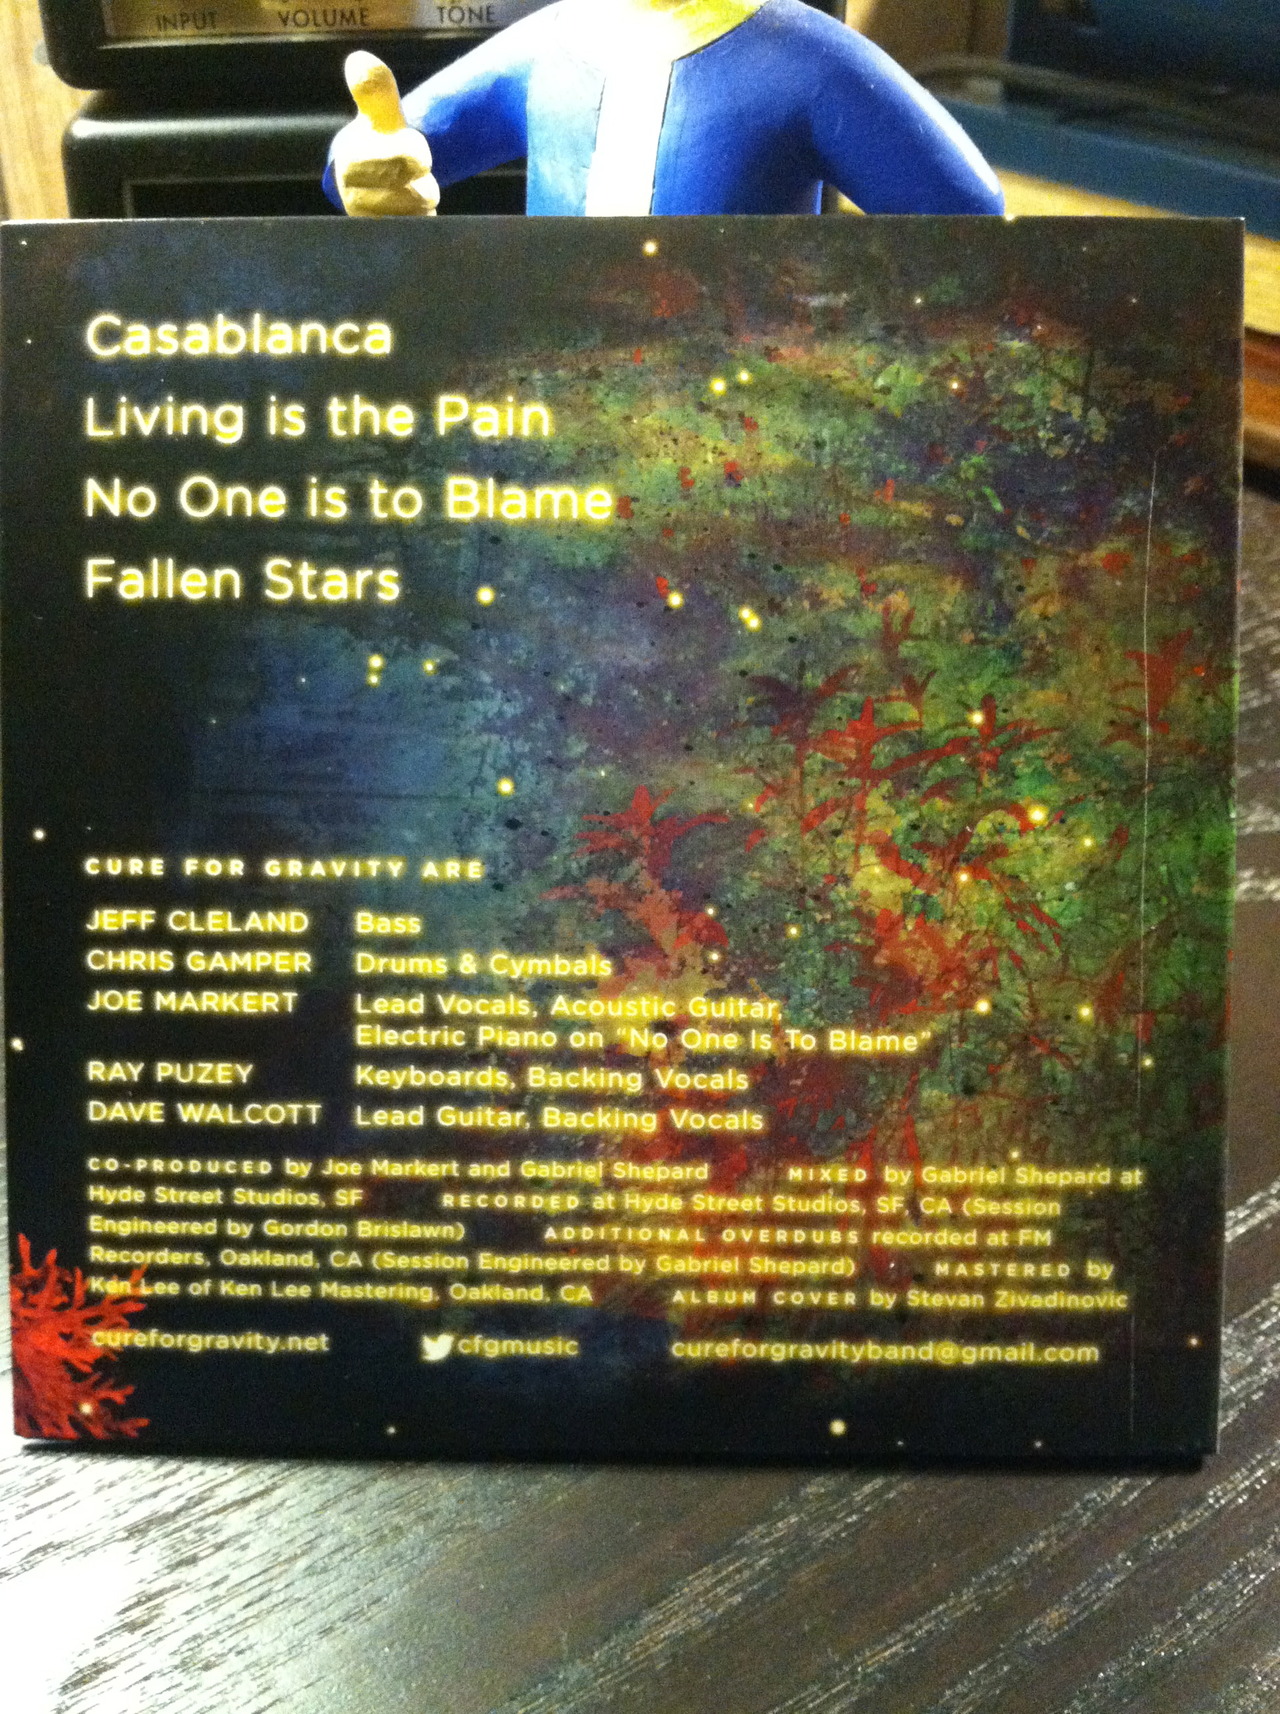 INPUT VOLUME TONE
Casablanca
Living is the Pain
No One is to Blame
Fallen Stars
CURE FOR GRAVITY ARE
JEFF CLELAND Bass
CHRIS GAMPER Drums & Cymbals
JOE MARKERT Lead Vocals, Acoustic Guitar,
Electric Piano on “No One Is To Blame”
RAY PUZEY Keyboards, Backing Vocals
DAVE WALCOTT Lead Guitar, Backing Vocals
CO-PRODUCED by Joe Markert and Gabriel Shepard MIXED by Gabriel Shepard at
Hyde Street Studios, SF RECORDED at Hyde Street Studios, SF, CA (Session
Engineered by Gordon Brislawn) ADDITIONAL OVERDUBS recorded at FM
Recorders, Oakland, CA (Session Engineered by Gabriel Shepard) MASTERED by
Ken Lee of Ken Lee Mastering, Oakland, CA ALBUM COVER by Stevan Zivadinovic
cureforgravity.net cfgmusic cureforgravityband@gmail.com